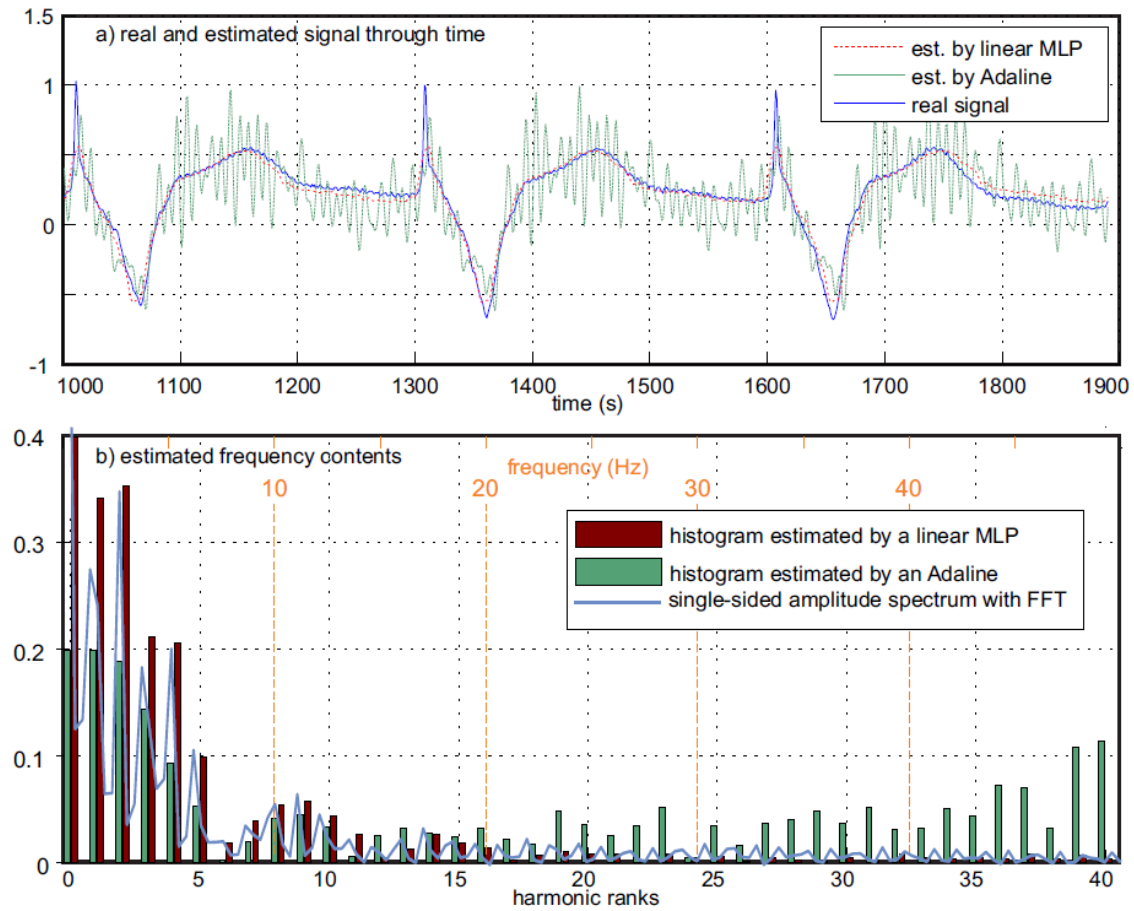 a) real and estimated signal through time
est. by linear MLP
est. by Adaline
real signal
1.5
1
0
-1
1000 1100 1200 1300 1400 1500 1600 1700 1800 1900
time (s)
b) estimated frequency contents
frequency (Hz)
10 20 30 40
histogram estimated by a linear MLP
histogram estimated by an Adaline
single-sided amplitude spectrum with FFT
0.4
0.3
0.2
0.1
0
0 5 10 15 20 25 30 35 40
harmonic ranks